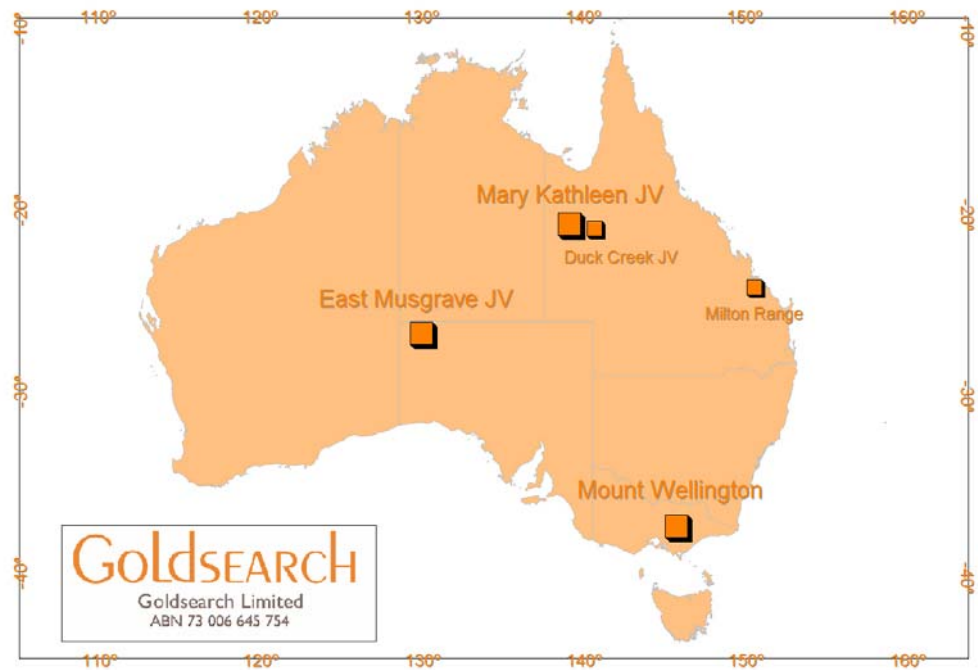 110° 120° 130° 140° 150° 160°
-10° -10°
Mary Kathleen JV
-20° -20°
Duck Creek JV
East Musgrave JV
Milton Range
-30° -30°
Mount Wellington
GOLDSEARCH
Goldsearch Limited
ABN 73 006 645 754
-40° -40°
110° 120° 130° 140° 150° 160°